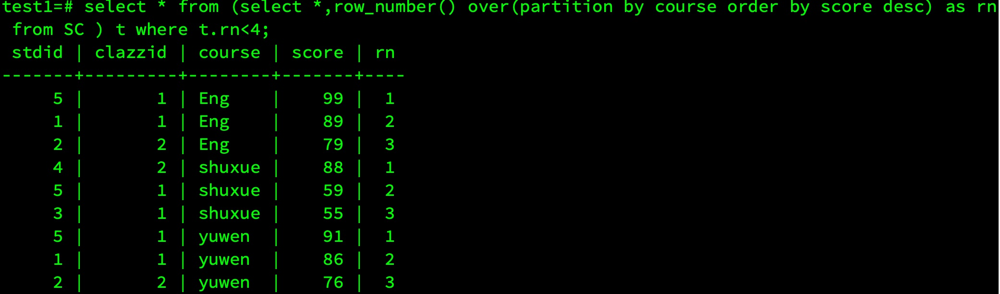 test1=# select * from (select *,row_number() over(partition by course order by score desc) as rn
 from SC ) t where t.rn<4;
 stdid | clazzid | course | score | rn
-------+---------+--------+-------+----
     5 |       1 | Eng    |    99 |  1
     1 |       1 | Eng    |    89 |  2
     2 |       2 | Eng    |    79 |  3
     4 |       2 | shuxue |    88 |  1
     5 |       1 | shuxue |    59 |  2
     3 |       1 | shuxue |    55 |  3
     5 |       1 | yuwen  |    91 |  1
     1 |       1 | yuwen  |    86 |  2
     2 |       2 | yuwen  |    76 |  3